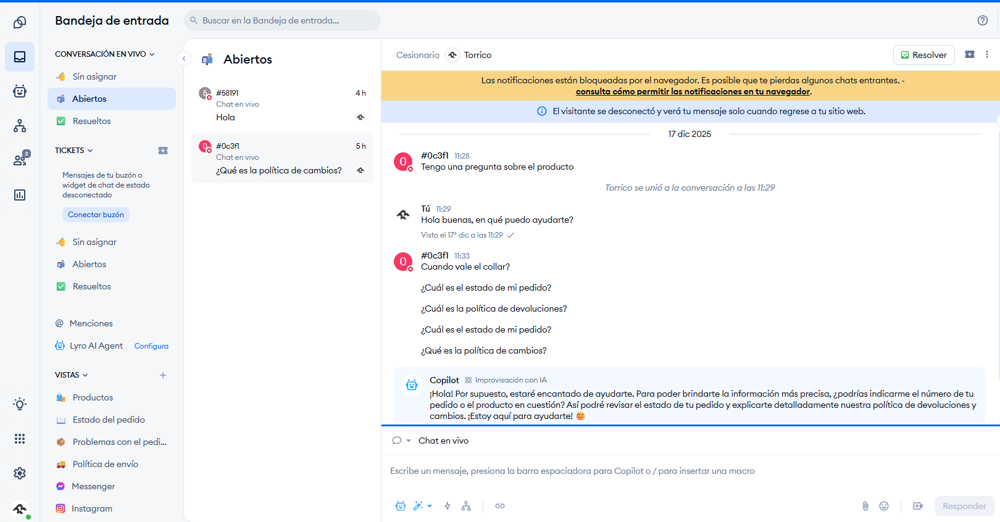 Bandeja de entrada
Buscar en la Bandeja de entrada...
CONVERSACIÓN EN VIVO
Sin asignar
Abiertos
Resueltos
TICKETS
Mensajes de tu buzón o
widget de chat de estado
desconectado
Conectar buzón
Sin asignar
Abiertos
Resueltos
@ Menciones
Lyro AI Agent Configura
VISTAS
Productos
Estado del pedido
Problemas con el pedi...
Política de envío
Messenger
Instagram
2
Abiertos
5 #58191 4 h
Chat en vivo
Hola
0 #0c3f1 5 h
Chat en vivo
¿Qué es la política de cambios?
Cesionario Torrico
Resolver
Las notificaciones están bloqueadas por el navegador. Es posible que te pierdas algunos chats entrantes. -
consulta cómo permitir las notificaciones en tu navegador.
El visitante se desconectó y verá tu mensaje solo cuando regrese a tu sitio web.
17 dic 2025
0 #0c3f1 11:28
Tengo una pregunta sobre el producto
Torrico se unió a la conversación a las 11:29
Tú 11:29
Hola buenas, en qué puedo ayudarte?
Visto el 17º dic a las 11:29
0 #0c3f1 11:33
Cuando vale el collar?
¿Cuál es el estado de mi pedido?
¿Cuál es la política de devoluciones?
¿Cuál es el estado de mi pedido?
¿Qué es la política de cambios?
Copilot Improvisación con IA
¡Hola! Por supuesto, estaré encantado de ayudarte. Para poder brindarte la información más precisa, ¿podrías indicarme el número de tu
pedido o el producto en cuestión? Así podré revisar el estado de tu pedido y explicarte detalladamente nuestra política de devoluciones y
cambios. ¡Estoy aquí para ayudarte! 😊
Chat en vivo
Escribe un mensaje, presiona la barra espaciadora para Copilot o / para insertar una macro
Responder